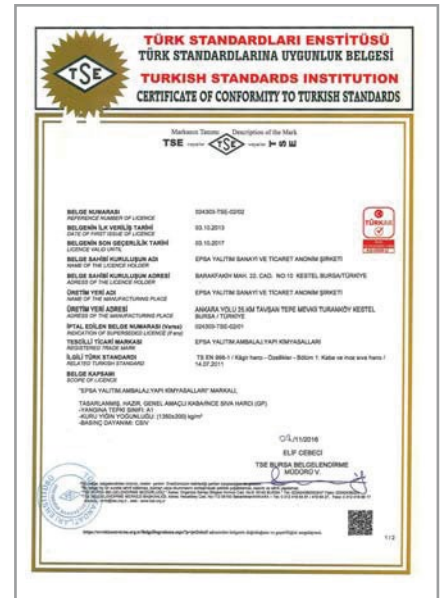 TÜRK STANDARDLARI ENSTİTÜSÜ
TÜRK STANDARDLARINA UYGUNLUK BELGESİ
TURKISH STANDARDS INSTITUTION
CERTIFICATE OF CONFORMITY TO TURKISH STANDARDS
TSE
Markanın Tanımı Description of the Mark
TSE TSE
BELGE NUMARASI
REFERENCE NUMBER OF LICENCE
024303-TSE-02/02
BELGENİN İLK VERİLİŞ TARİHİ
DATE OF FIRST ISSUE OF LICENCE
03.10.2013
BELGENİN SON GEÇERLİLİK TARİHİ
LICENCE VALID UNTIL
03.10.2017
BELGE SAHİBİ KURULUŞUN ADI
NAME OF THE LICENCE HOLDER
EPSA YALITIM SANAYİ VE TİCARET ANONİM ŞİRKETİ
BELGE SAHİBİ KURULUŞUN ADRESİ
ADRESS OF THE LICENCE HOLDER
BARAKFAKİH MAH. 22. CAD. NO:10 KESTEL BURSA/TÜRKİYE
ÜRETİM YERİ ADI
NAME OF THE MANUFACTURING PLACE
EPSA YALITIM SANAYİ VE TİCARET ANONİM ŞİRKETİ
ÜRETİM YERİ ADRESİ
ADRESS OF THE MANUFACTURING PLACE
ANKARA YOLU 25.KM TAVŞAN TEPE MEVKİ TURANKÖY KESTEL
BURSA / TÜRKİYE
İPTAL EDİLEN BELGE NUMARASI (Varsa)
INDICATION OF SUPERSEDED LICENCE (If any)
024303-TSE-02/01
TESCİLLİ TİCARİ MARKASI
REGISTERED TRADE MARK
EPSA YALITIM,AMBALAJ,YAPI KİMYASALLARI
İLGİLİ TÜRK STANDARDI
RELATED TURKISH STANDARD
TS EN 998-1 / Kâgir harcı - Özellikler - Bölüm 1: Kaba ve ince sıva harcı /
14.07.2011
BELGE KAPSAMI
SCOPE OF LICENCE
"EPSA YALITIM,AMBALAJ,YAPI KİMYASALLARI" MARKALI,
TASARLANMIŞ, HAZIR, GENEL AMAÇLI KABA/İNCE SIVA HARCI (GP)
-YANGINA TEPKİ SINIFI: A1
-KURU YIĞIN YOĞUNLUĞU: (1350±200) kg/m³
-BASINÇ DAYANIMI: CSIV
TÜRKAK
/11/2016
ELİF CEBECİ
TSE BURSA BELGELENDİRME
MÜDÜRÜ V.
1/2